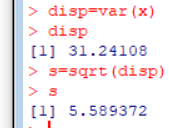 > disp=var(x)
> disp
[1] 31.24108
> s=sqrt(disp)
> s
[1] 5.589372
>